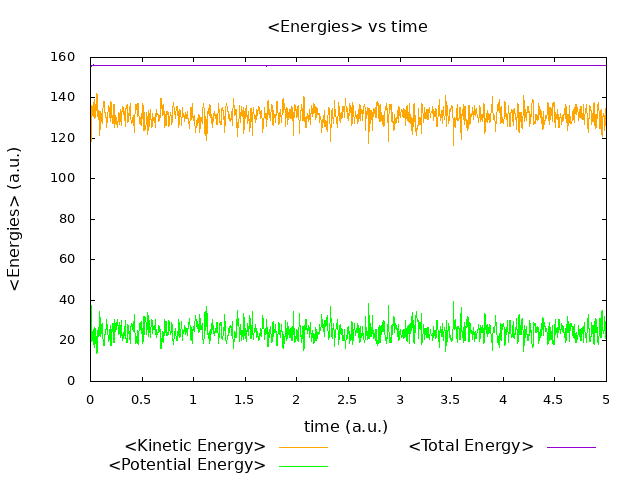 <Energies> vs time
160
140
120
100
80
60
40
20
0
<Energies> (a.u.)
0 0.5 1 1.5 2 2.5 3 3.5 4 4.5 5
time (a.u.)
<Kinetic Energy> <Total Energy>
<Potential Energy>